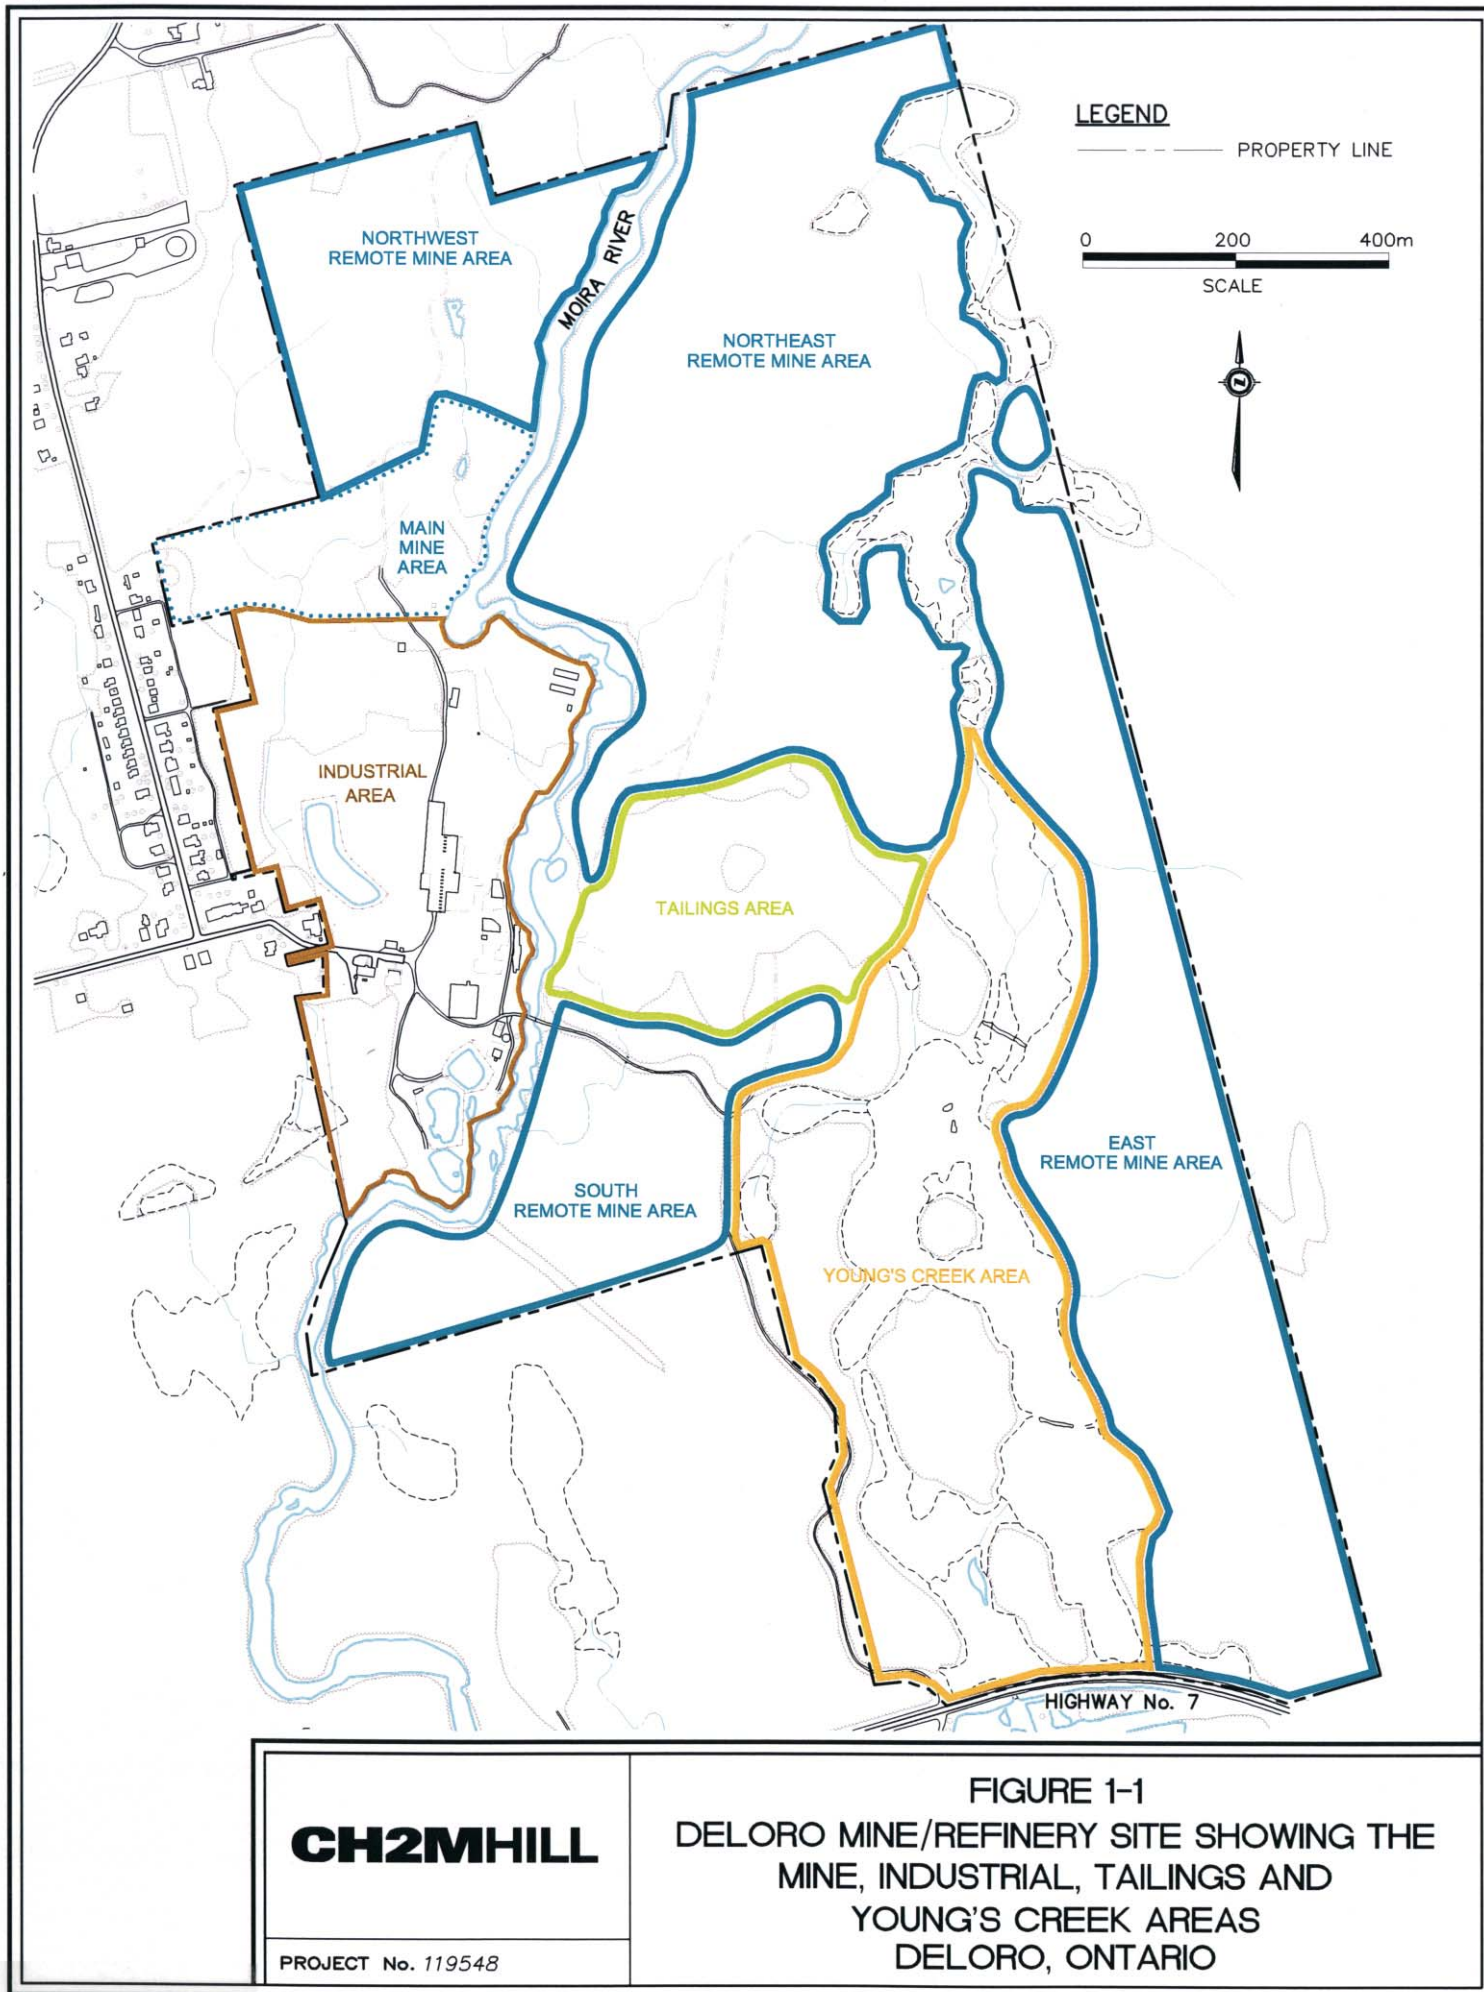 LEGEND
PROPERTY LINE
0 200 400m
SCALE
N
NORTHWEST
REMOTE MINE AREA
MOIRA RIVER
NORTHEAST
REMOTE MINE AREA
MAIN
MINE
AREA
INDUSTRIAL
AREA
TAILINGS AREA
EAST
REMOTE MINE AREA
SOUTH
REMOTE MINE AREA
YOUNG'S CREEK AREA
HIGHWAY No. 7
CH2MHILL
PROJECT No. 119548
FIGURE 1-1
DELORO MINE/REFINERY SITE SHOWING THE
MINE, INDUSTRIAL, TAILINGS AND
YOUNG'S CREEK AREAS
DELORO, ONTARIO